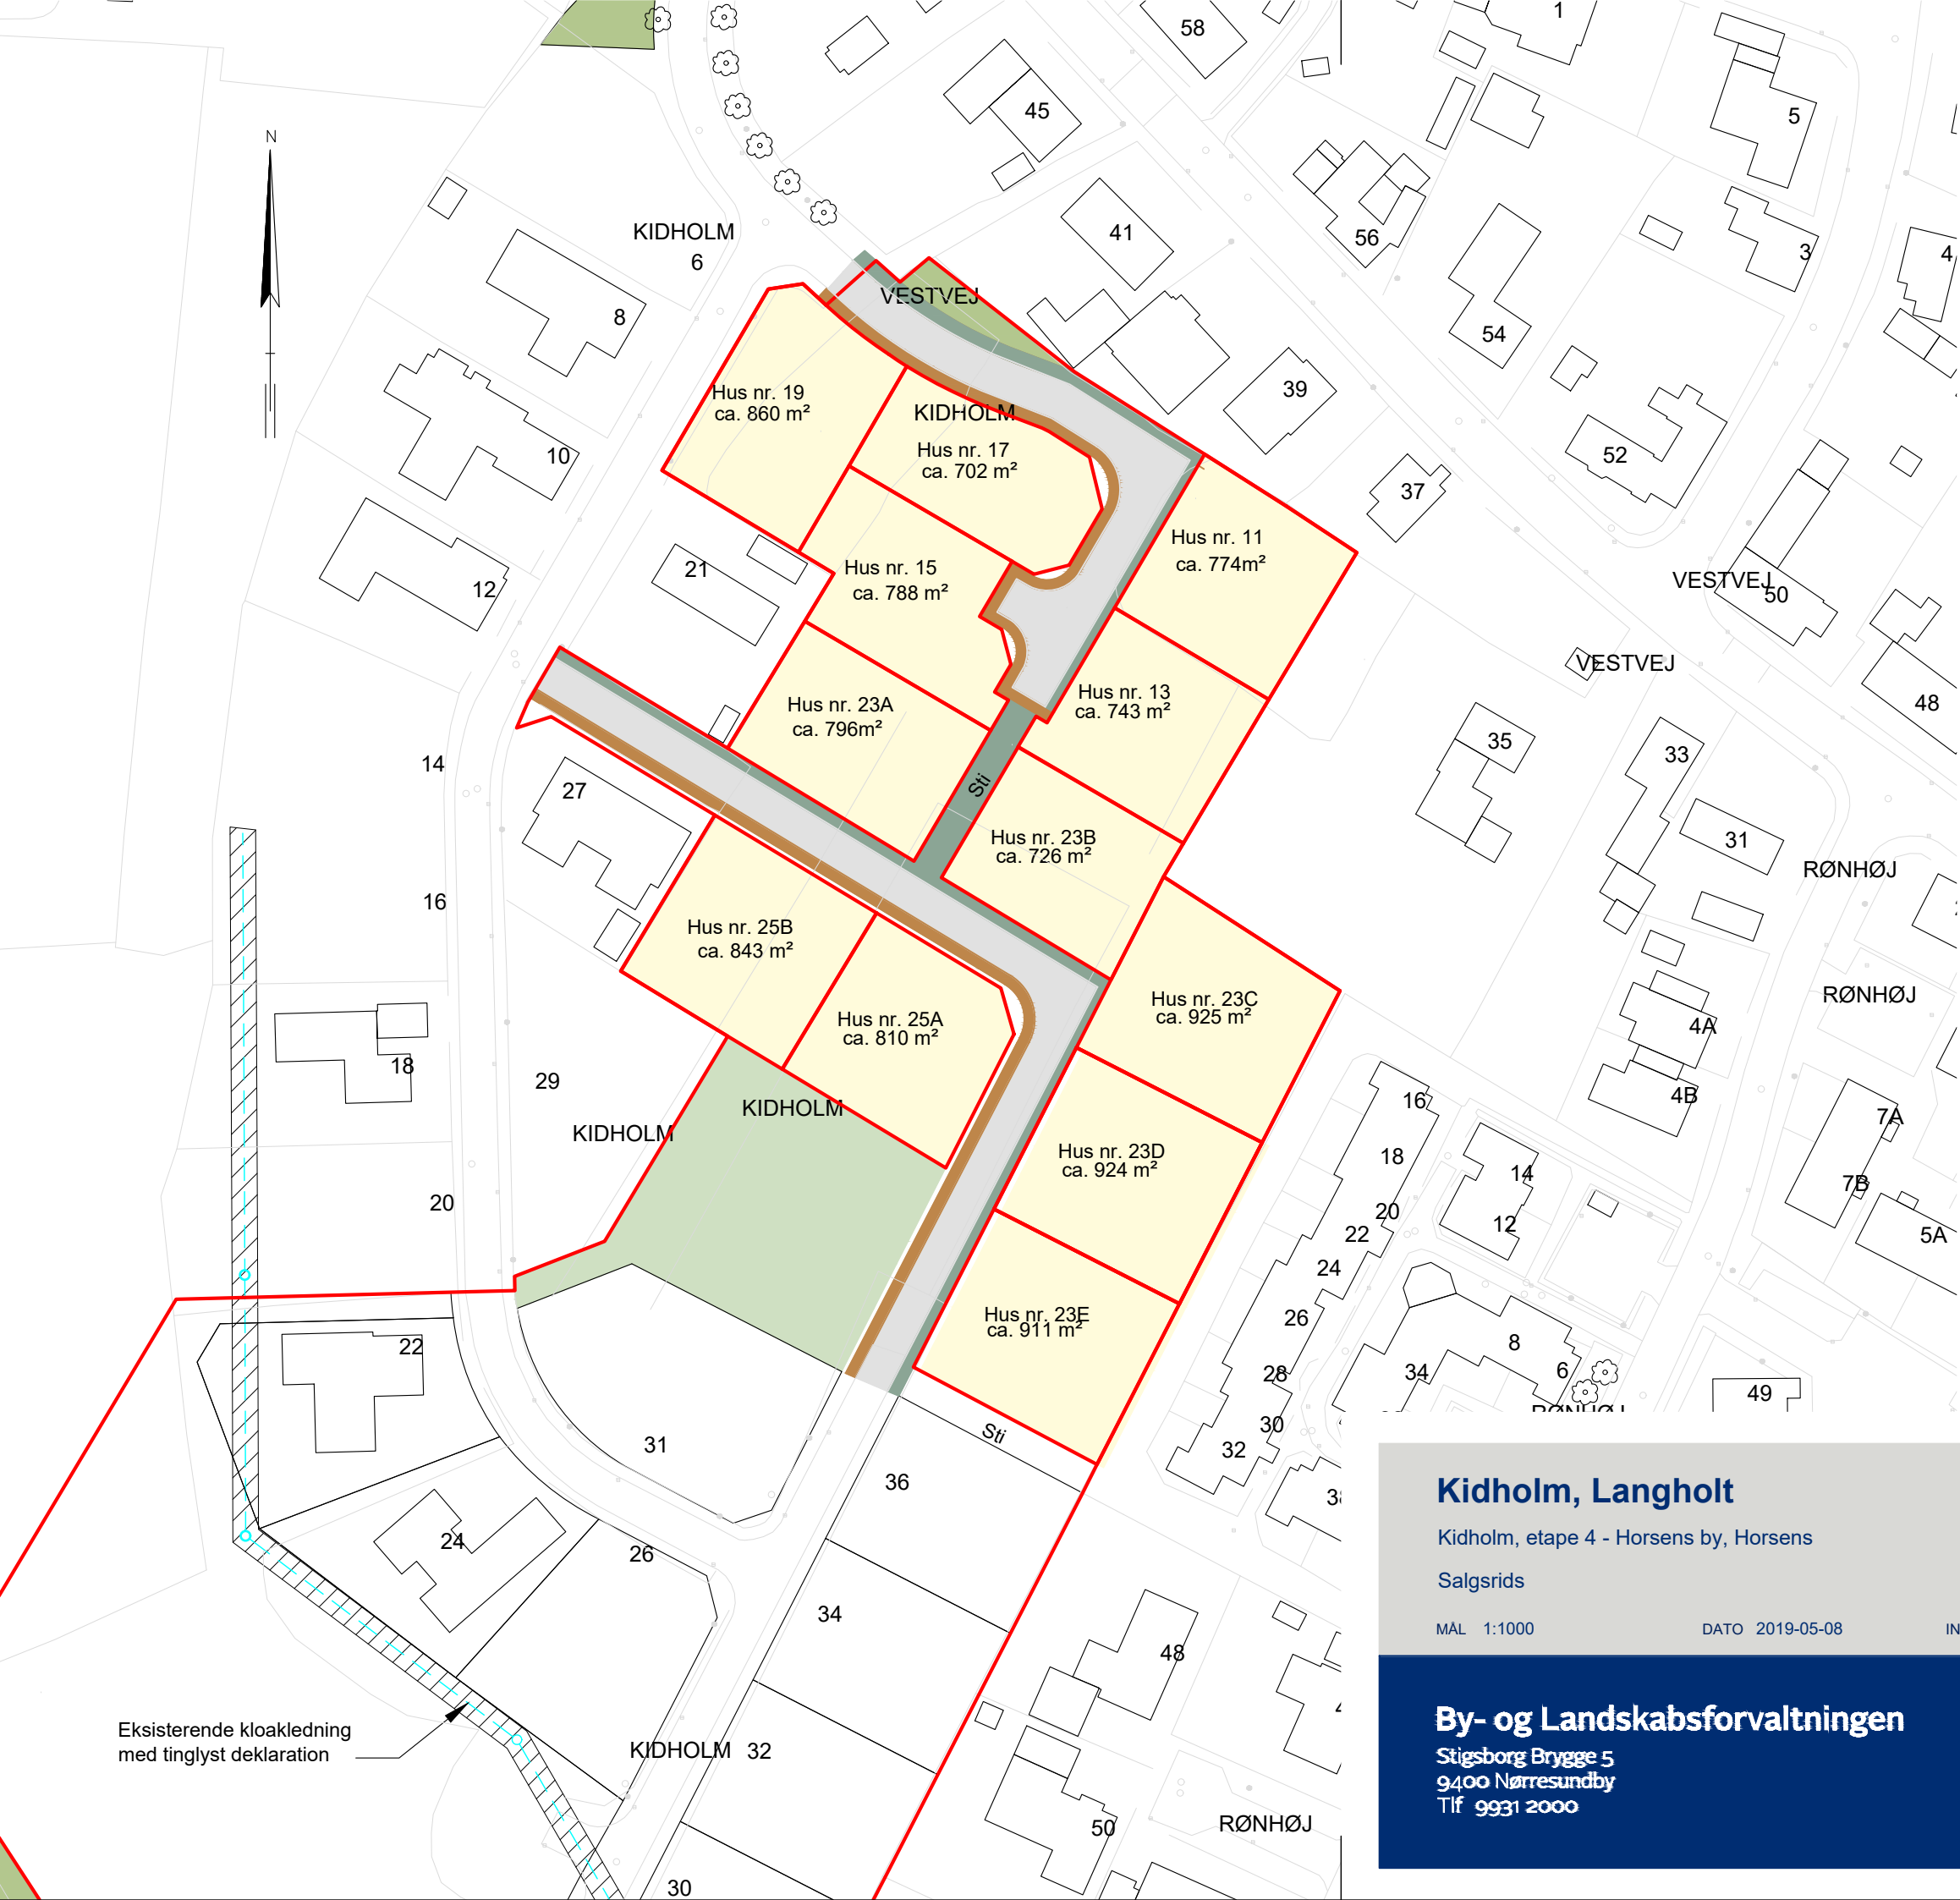 58
1
5
45
N
41
56
3
4
KIDHOLM
6
VESTVEJ
8
54
39
Hus nr. 19
ca. 860 m²
KIDHOLM
Hus nr. 17
ca. 702 m²
10
52
37
Hus nr. 11
ca. 774m²
21
Hus nr. 15
ca. 788 m²
12
VESTVEJ
50
VESTVEJ
Hus nr. 13
ca. 743 m²
Hus nr. 23A
ca. 796m²
48
35
33
14
27
Sti
31
Hus nr. 23B
ca. 726 m²
RØNHØJ
16
Hus nr. 25B
ca. 843 m²
RØNHØJ
Hus nr. 23C
ca. 925 m²
Hus nr. 25A
ca. 810 m²
4A
18
29
KIDHOLM
KIDHOLM
16
4B
7A
Hus nr. 23D
ca. 924 m²
18
14
7B
20
20
22
12
5A
24
26
Hus nr. 23E
ca. 911 m²
22
8
28
34
6
49
RØNHØJ
30
Sti
31
32
36
38
24
26
34
48
Eksisterende kloakledning
med tinglyst deklaration
KIDHOLM
32
50
RØNHØJ
30
Kidholm, Langholt
Kidholm, etape 4 - Horsens by, Horsens
Salgsrids
MÅL 1:1000 DATO 2019-05-08 IN
By- og Landskabsforvaltningen
Stigsborg Brygge 5
9400 Nørresundby
Tlf 9931 2000